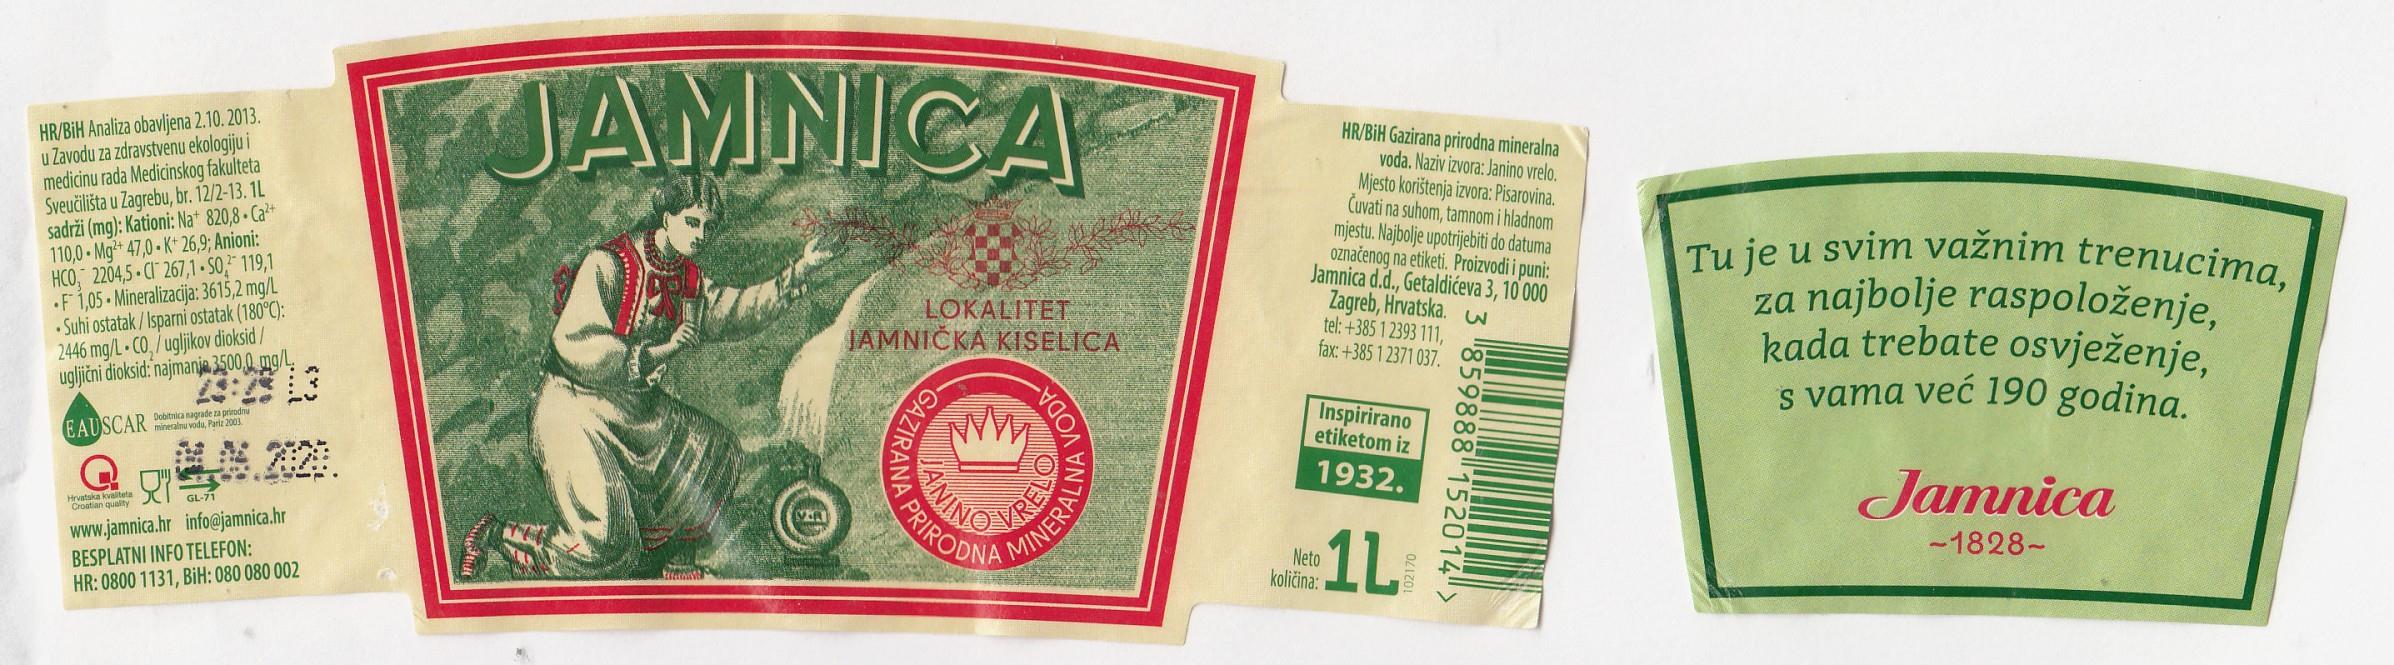 HR/BiH Analiza obavljena 2.10. 2013.
u Zavodu za zdravstvenu ekologiju i
medicinu rada Medicinskog fakulteta
Sveučilišta u Zagrebu, br. 12/2-13. 1L
sadrži (mg): Kationi: Na⁺ 820,8 • Ca²⁺
110,0 • Mg²⁺ 47,0 • K⁺ 26,9; Anioni:
HCO₃⁻ 2204,5 • Cl⁻ 267,1 • SO₄²⁻ 119,1
• F⁻ 1,05 • Mineralizacija: 3615,2 mg/L
• Suhi ostatak / Isparni ostatak (180°C):
2446 mg/L • CO₂ / ugljikov dioksid /
ugljični dioksid: najmanje 3500,0 mg/L.
EAUSCAR
Dobitnica nagrade za prirodnu
mineralnu vodu, Pariz 2003.
Hrvatska kvaliteta
Croatian quality
GL-71
www.jamnica.hr info@jamnica.hr
BESPLATNI INFO TELEFON:
HR: 0800 1131, BiH: 080 080 002
JAMNICA
LOKALITET
JAMNIČKA KISELICA
GAZIRANA PRIRODNA MINERALNA VODA
JANINO VRELO
HR/BiH Gazirana prirodna mineralna
voda. Naziv izvora: Janino vrelo.
Mjesto korištenja izvora: Pisarovina.
Čuvati na suhom, tamnom i hladnom
mjestu. Najbolje upotrijebiti do datuma
označenog na etiketi. Proizvodi i puni:
Jamnica d.d., Getaldićeva 3, 10 000
Zagreb, Hrvatska.
tel: +385 1 2393 111,
fax: +385 1 2371 037.
Inspirirano
etiketom iz
1932.
Neto
količina: 1L
102170
3 859888 152014 >
Tu je u svim važnim trenucima,
za najbolje raspoloženje,
kada trebate osvježenje,
s vama već 190 godina.
Jamnica
~1828~